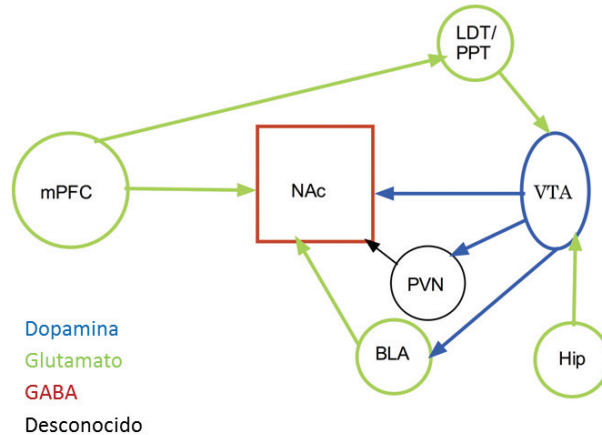 LDT/
PPT
mPFC
NAc
VTA
PVN
BLA
Hip
Dopamina
Glutamato
GABA
Desconocido